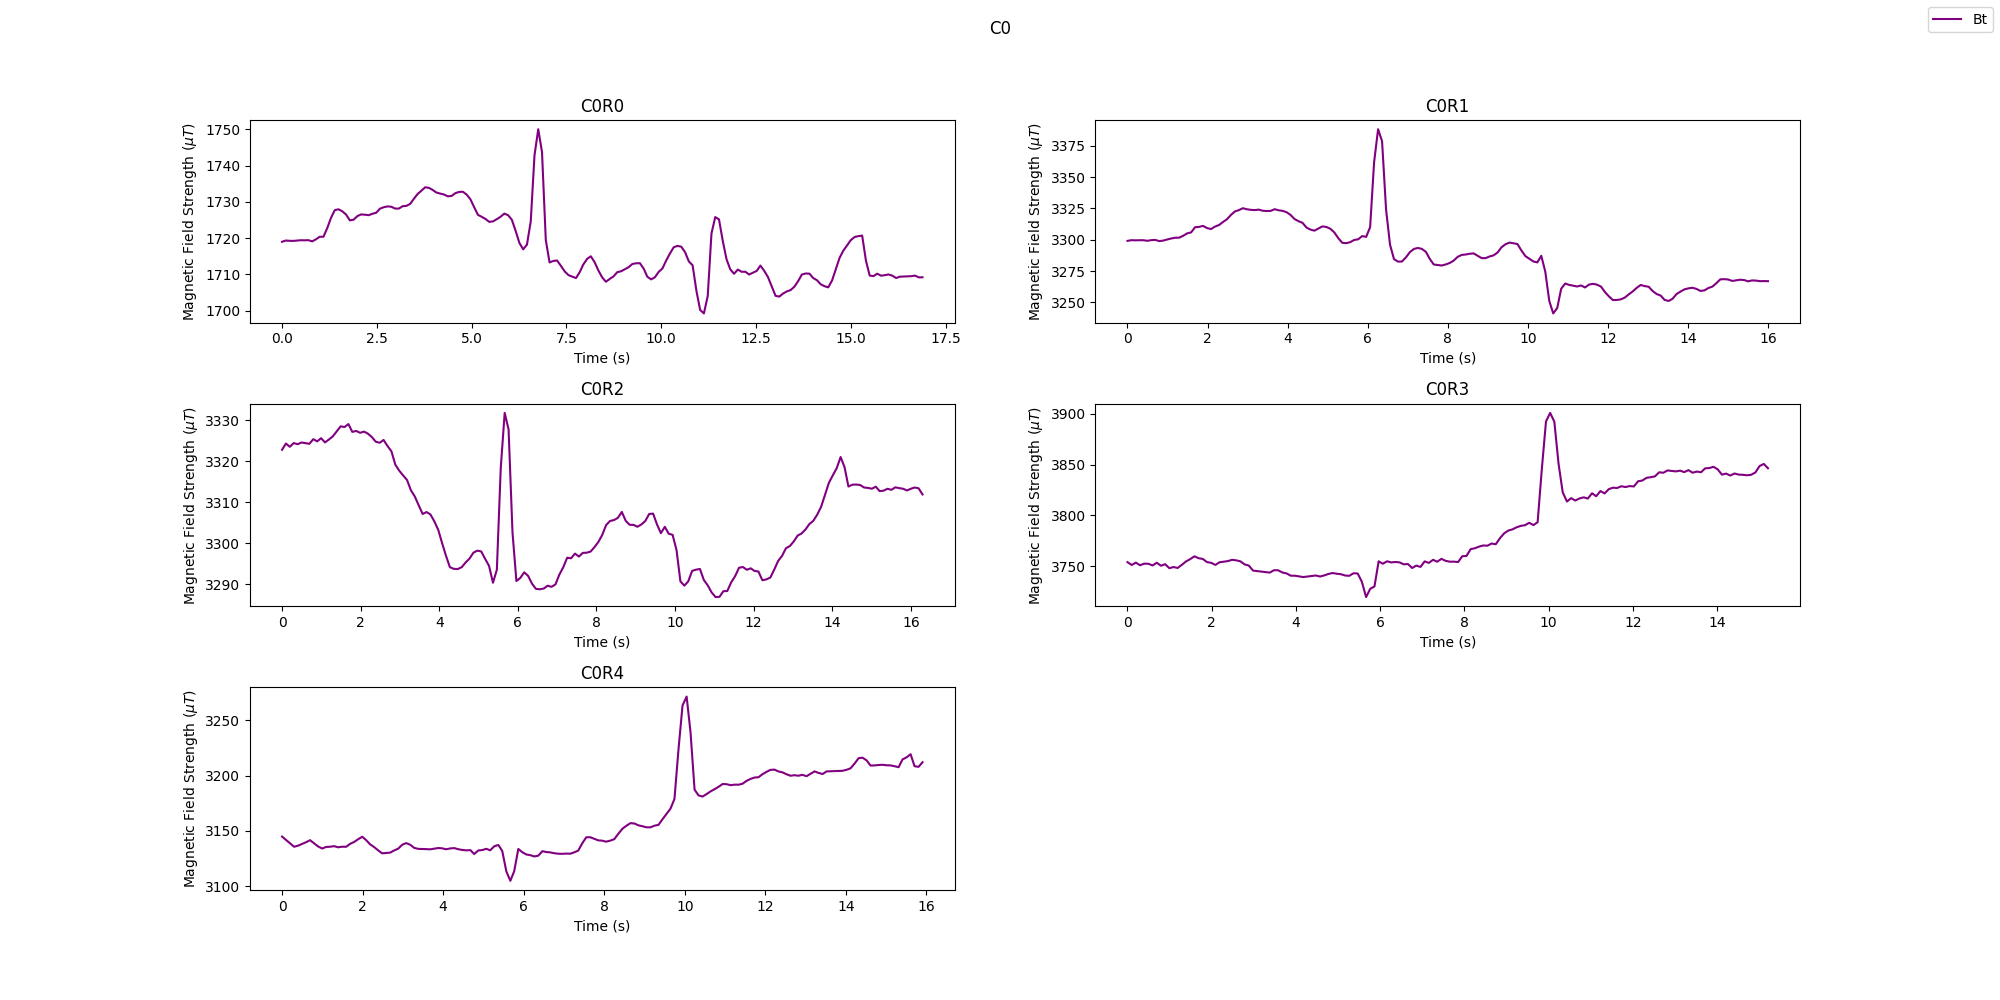 C0
Bt
C0R0
Magnetic Field Strength (μT)
1750
1740
1730
1720
1710
1700
0.0 2.5 5.0 7.5 10.0 12.5 15.0 17.5
Time (s)
C0R1
Magnetic Field Strength (μT)
3375
3350
3325
3300
3275
3250
0 2 4 6 8 10 12 14 16
Time (s)
C0R2
Magnetic Field Strength (μT)
3330
3320
3310
3300
3290
0 2 4 6 8 10 12 14 16
Time (s)
C0R3
Magnetic Field Strength (μT)
3900
3850
3800
3750
0 2 4 6 8 10 12 14
Time (s)
C0R4
Magnetic Field Strength (μT)
3250
3200
3150
3100
0 2 4 6 8 10 12 14 16
Time (s)